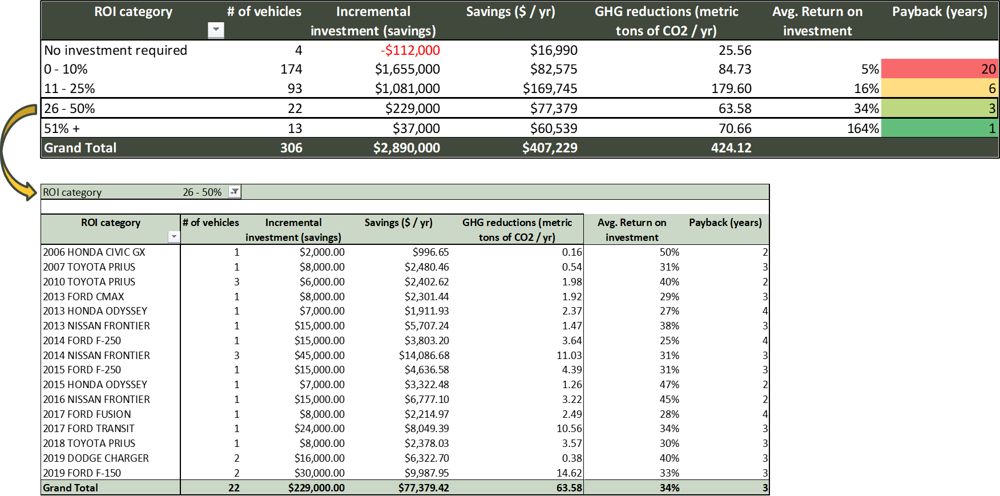 ROI category # of vehicles Incremental investment (savings) Savings ($ / yr) GHG reductions (metric tons of CO2 / yr) Avg. Return on investment Payback (years)
No investment required 4 -$112,000 $16,990 25.56
0 - 10% 174 $1,655,000 $82,575 84.73 5% 20
11 - 25% 93 $1,081,000 $169,745 179.60 16% 6
26 - 50% 22 $229,000 $77,379 63.58 34% 3
51% + 13 $37,000 $60,539 70.66 164% 1
Grand Total 306 $2,890,000 $407,229 424.12
ROI category 26 - 50%
ROI category # of vehicles Incremental investment (savings) Savings ($ / yr) GHG reductions (metric tons of CO2 / yr) Avg. Return on investment Payback (years)
2006 HONDA CIVIC GX 1 $2,000.00 $996.65 0.16 50% 2
2007 TOYOTA PRIUS 1 $8,000.00 $2,480.46 0.54 31% 3
2010 TOYOTA PRIUS 3 $6,000.00 $2,402.62 1.98 40% 2
2013 FORD CMAX 1 $8,000.00 $2,301.44 1.92 29% 3
2013 HONDA ODYSSEY 1 $7,000.00 $1,911.93 2.37 27% 4
2013 NISSAN FRONTIER 1 $15,000.00 $5,707.24 1.47 38% 3
2014 FORD F-250 1 $15,000.00 $3,803.20 3.64 25% 4
2014 NISSAN FRONTIER 3 $45,000.00 $14,086.68 11.03 31% 3
2015 FORD F-250 1 $15,000.00 $4,636.58 4.39 31% 3
2015 HONDA ODYSSEY 1 $7,000.00 $3,322.48 1.26 47% 2
2016 NISSAN FRONTIER 1 $15,000.00 $6,777.10 3.22 45% 2
2017 FORD FUSION 1 $8,000.00 $2,214.97 2.49 28% 4
2017 FORD TRANSIT 1 $24,000.00 $8,049.39 10.56 34% 3
2018 TOYOTA PRIUS 1 $8,000.00 $2,378.03 3.57 30% 3
2019 DODGE CHARGER 2 $16,000.00 $6,322.70 0.38 40% 3
2019 FORD F-150 2 $30,000.00 $9,987.95 14.62 33% 3
Grand Total 22 $229,000.00 $77,379.42 63.58 34% 3